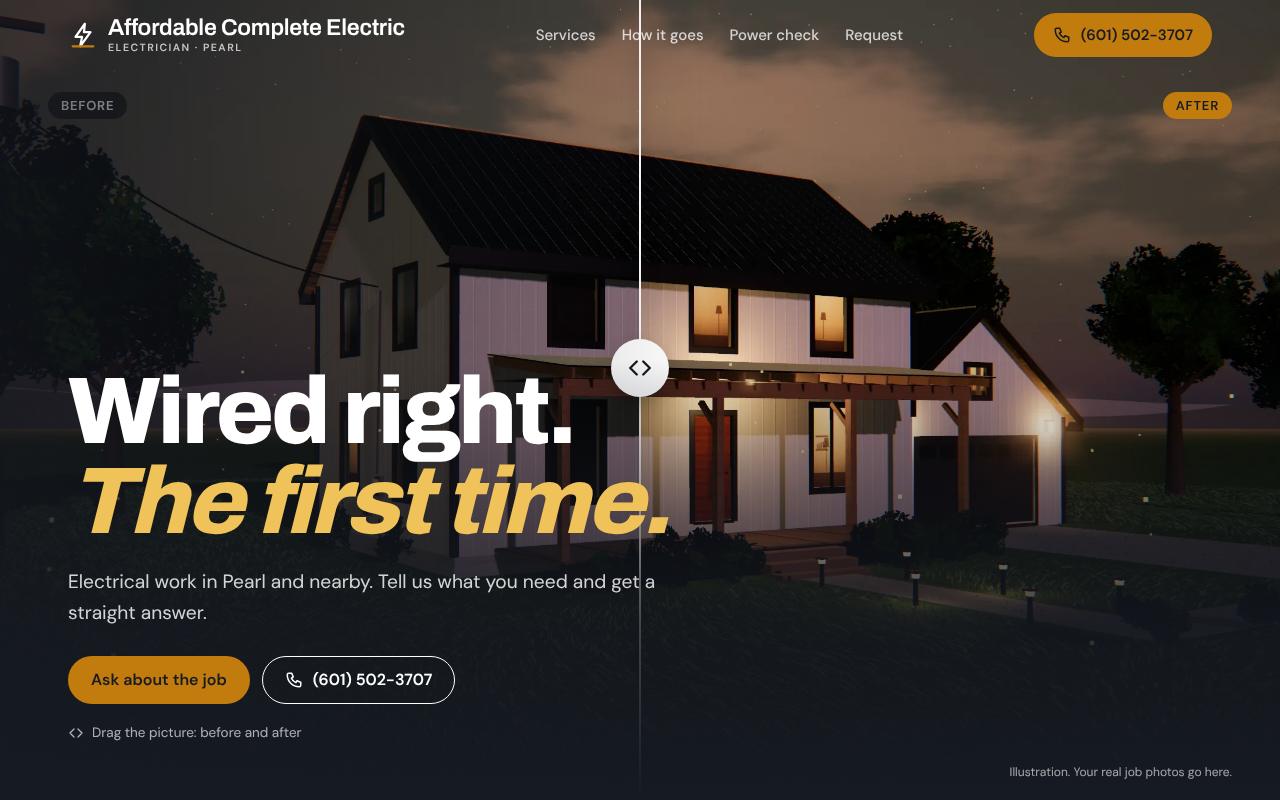 Affordable Complete Electric
ELECTRICIAN · PEARL
Services
How it goes
Power check
Request
(601) 502-3707
BEFORE
AFTER
Wired right.
The first time.
Electrical work in Pearl and nearby. Tell us what you need and get a
straight answer.
Ask about the job
(601) 502-3707
Drag the picture: before and after
Illustration. Your real job photos go here.